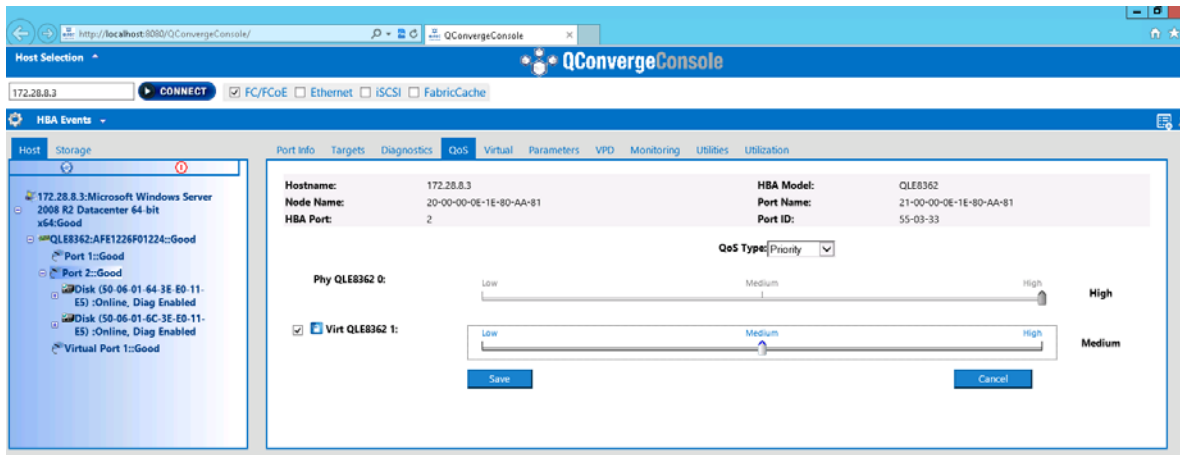 http://localhost:8080/QConvergeConsole/
QConvergeConsole
Host Selection
QConvergeConsole
172.28.8.3
CONNECT
FC/FCoE Ethernet iSCSI FabricCache
HBA Events
Host Storage
Port Info Targets Diagnostics QoS Virtual Parameters VPD Monitoring Utilities Utilization
172.28.8.3:Microsoft Windows Server
2008 R2 Datacenter 64-bit
x64:Good
QLE8362:AFE1226F01224::Good
Port 1::Good
Port 2::Good
Disk (50-06-01-64-3E-E0-11-
E5) :Online, Diag Enabled
Disk (50-06-01-6C-3E-E0-11-
E5) :Online, Diag Enabled
Virtual Port 1::Good
Hostname: 172.28.8.3 HBA Model: QLE8362
Node Name: 20-00-00-0E-1E-80-AA-81 Port Name: 21-00-00-0E-1E-80-AA-81
HBA Port: 2 Port ID: 55-03-33
QoS Type: Priority
Phy QLE8362 0: Low Medium High High
Virt QLE8362 1: Low Medium High Medium
Save Cancel